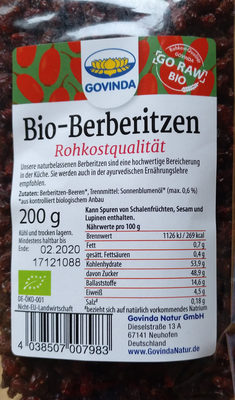 GOVINDA
Rohkost-Qualität
GOVINDA
GO RAW
BIO
Bio-Berberitzen
Rohkostqualität
Unsere naturbelassenen Berberitzen sind eine hochwertige Bereicherung
in der Küche. Sie werden auch in der ayurvedischen Ernährungslehre
empfohlen.
Zutaten: Berberitzen-Beeren*, Trennmittel: Sonnenblumenöl* (max. 0,6 %)
*aus kontrolliert biologischem Anbau
200 g
Kühl und trocken lagern.
Mindestens haltbar bis
Ende: 02.2020
17121088
DE-ÖKO-001
Nicht-EU-Landwirtschaft
Kann Spuren von Schalenfrüchten, Sesam und
Lupinen enthalten.
Nährwerte pro 100 g
Brennwert 1126 kJ / 269 kcal
Fett 0,7 g
gesätt. Fettsäuren 0,4 g
Kohlenhydrate 53,9 g
davon Zucker 48,9 g
Ballaststoffe 14,6 g
Eiweiß 4,5 g
Salz² 0,18 g
²bezieht sich auf natürlich vorkommendes Natrium
Govinda Natur GmbH
Dieselstraße 13 A
67141 Neuhofen
Deutschland
www.GovindaNatur.de
4 038507 007983